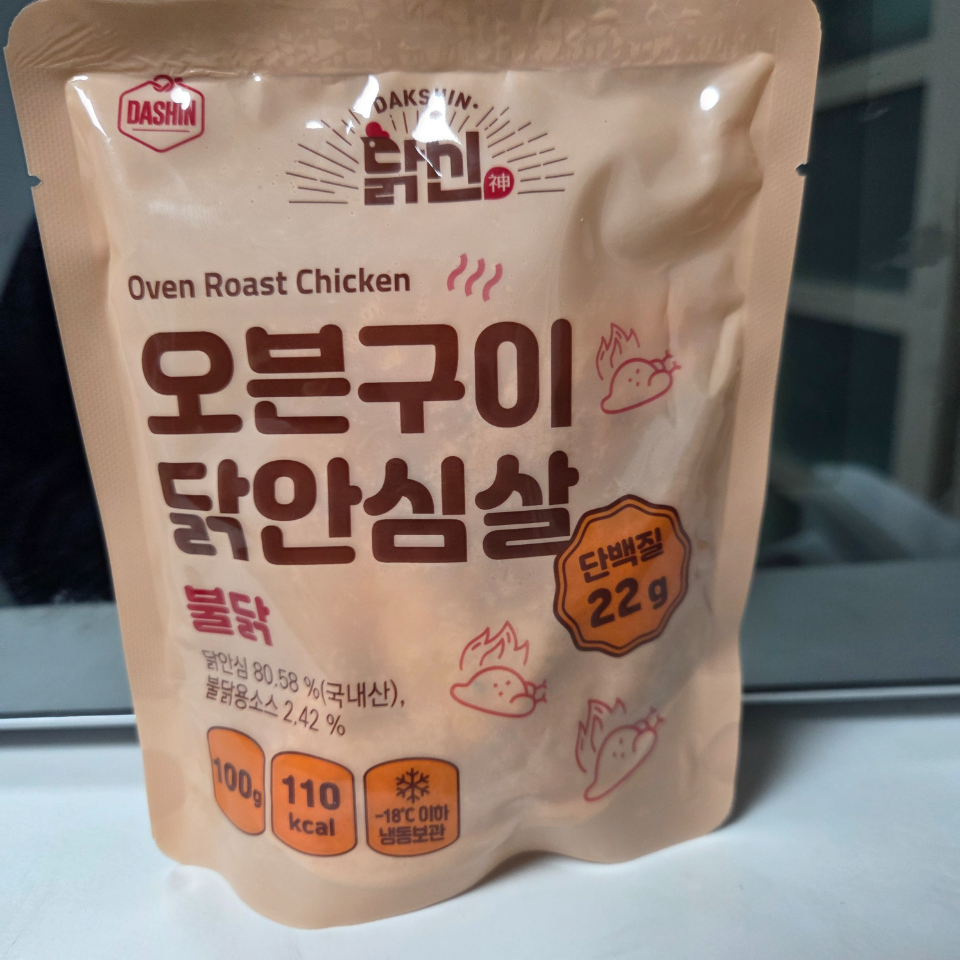 DASHIN
DAKSHIN
닭신
神
Oven Roast Chicken
오븐구이
닭안심살
단백질
22 g
불닭
닭안심 80.58 %(국내산),
불닭용소스 2.42 %
100g
110
kcal
-18℃ 이하
냉동보관